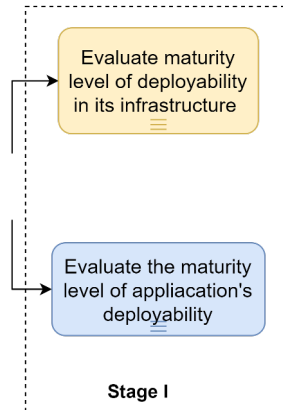 Evaluate maturity
level of deployability
in its infrastructure
Evaluate the maturity
level of appliacation's
deployability
Stage I